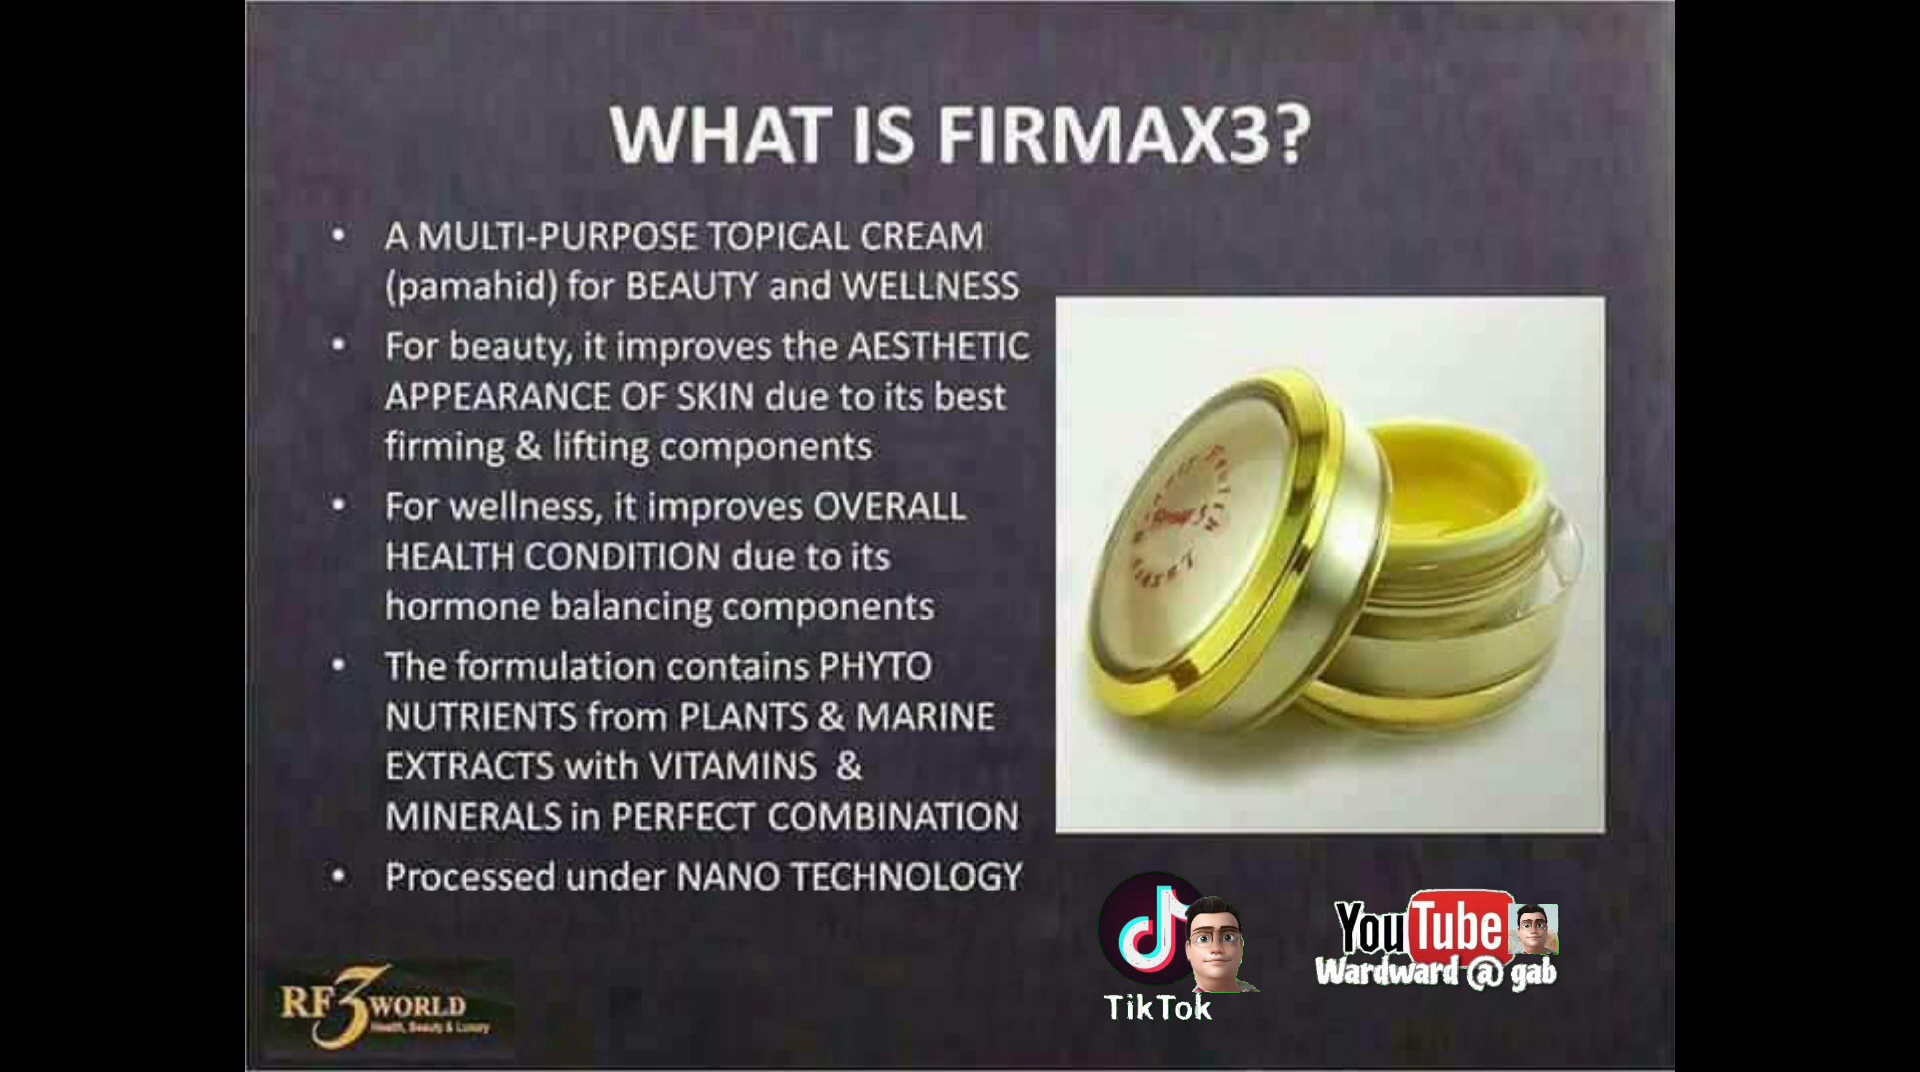 WHAT IS FIRMAX3?
• A MULTI-PURPOSE TOPICAL CREAM
(pamahid) for BEAUTY and WELLNESS
• For beauty, it improves the AESTHETIC
APPEARANCE OF SKIN due to its best
firming & lifting components
• For wellness, it improves OVERALL
HEALTH CONDITION due to its
hormone balancing components
• The formulation contains PHYTO
NUTRIENTS from PLANTS & MARINE
EXTRACTS with VITAMINS &
MINERALS in PERFECT COMBINATION
• Processed under NANO TECHNOLOGY
RF3WORLD
Health, Beauty & Luxury
TikTok
YouTube
Wardward @ gab